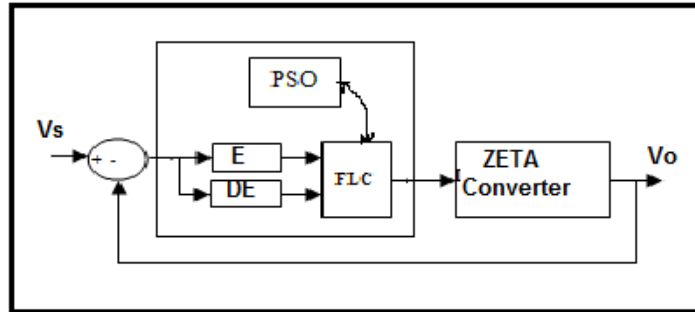 PSO
Vs
+ -
E
DE
FLC
ZETA
Converter
Vo